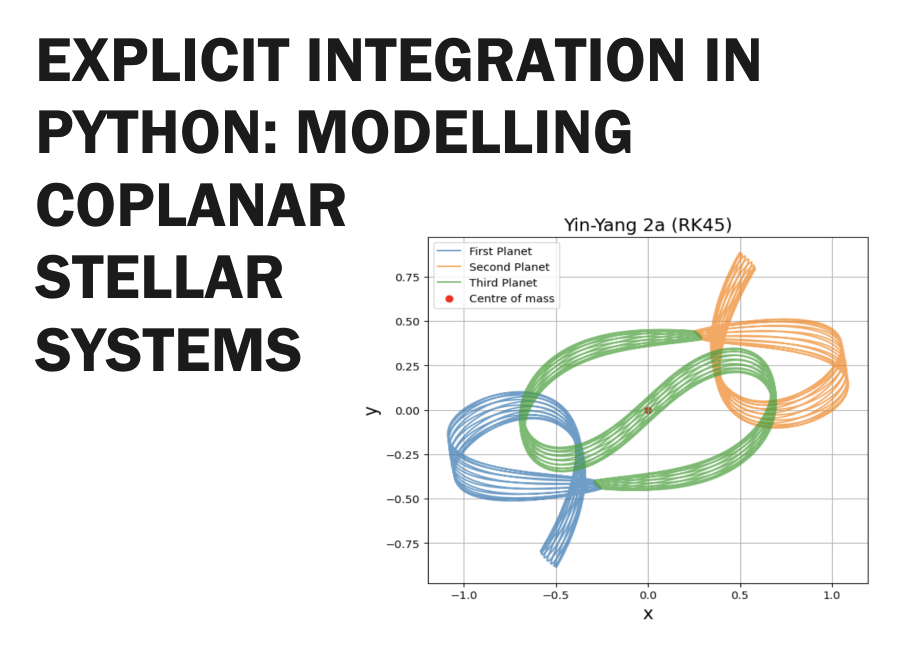 EXPLICIT INTEGRATION IN
PYTHON: MODELLING
COPLANAR
STELLAR
SYSTEMS
Yin-Yang 2a (RK45)
First Planet
Second Planet
Third Planet
Centre of mass
0.75
0.50
0.25
0.00
−0.25
−0.50
−0.75
y
−1.0 −0.5 0.0 0.5 1.0
x